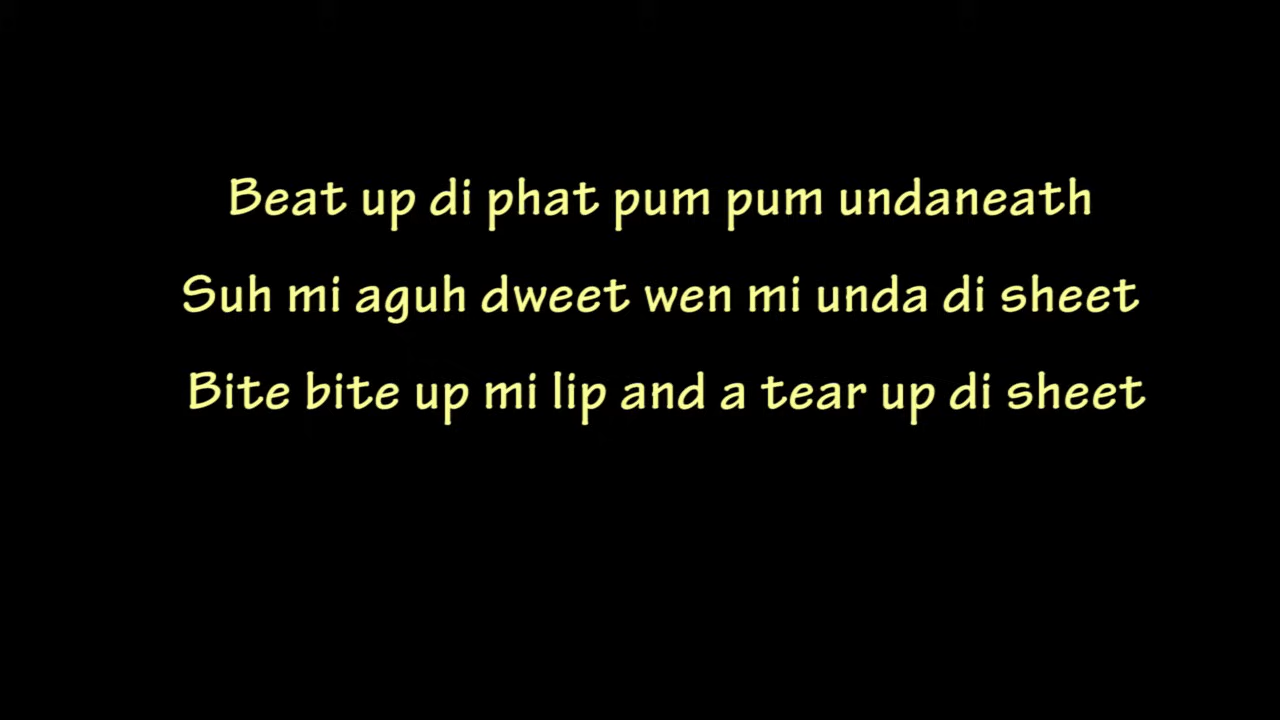 Beat up di phat pum pum undaneath
Suh mi aguh dweet wen mi unda di sheet
Bite bite up mi lip and a tear up di sheet